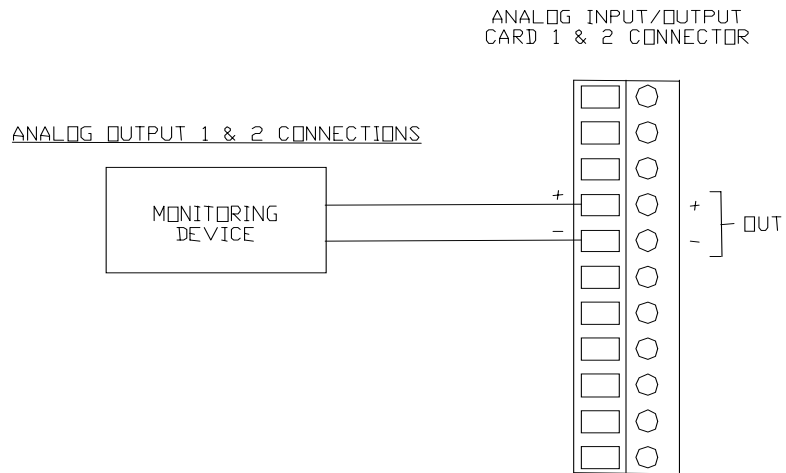 ANALOG INPUT/OUTPUT
CARD 1 & 2 CONNECTOR
ANALOG OUTPUT 1 & 2 CONNECTIONS
MONITORING
DEVICE
+
-
+
-
OUT